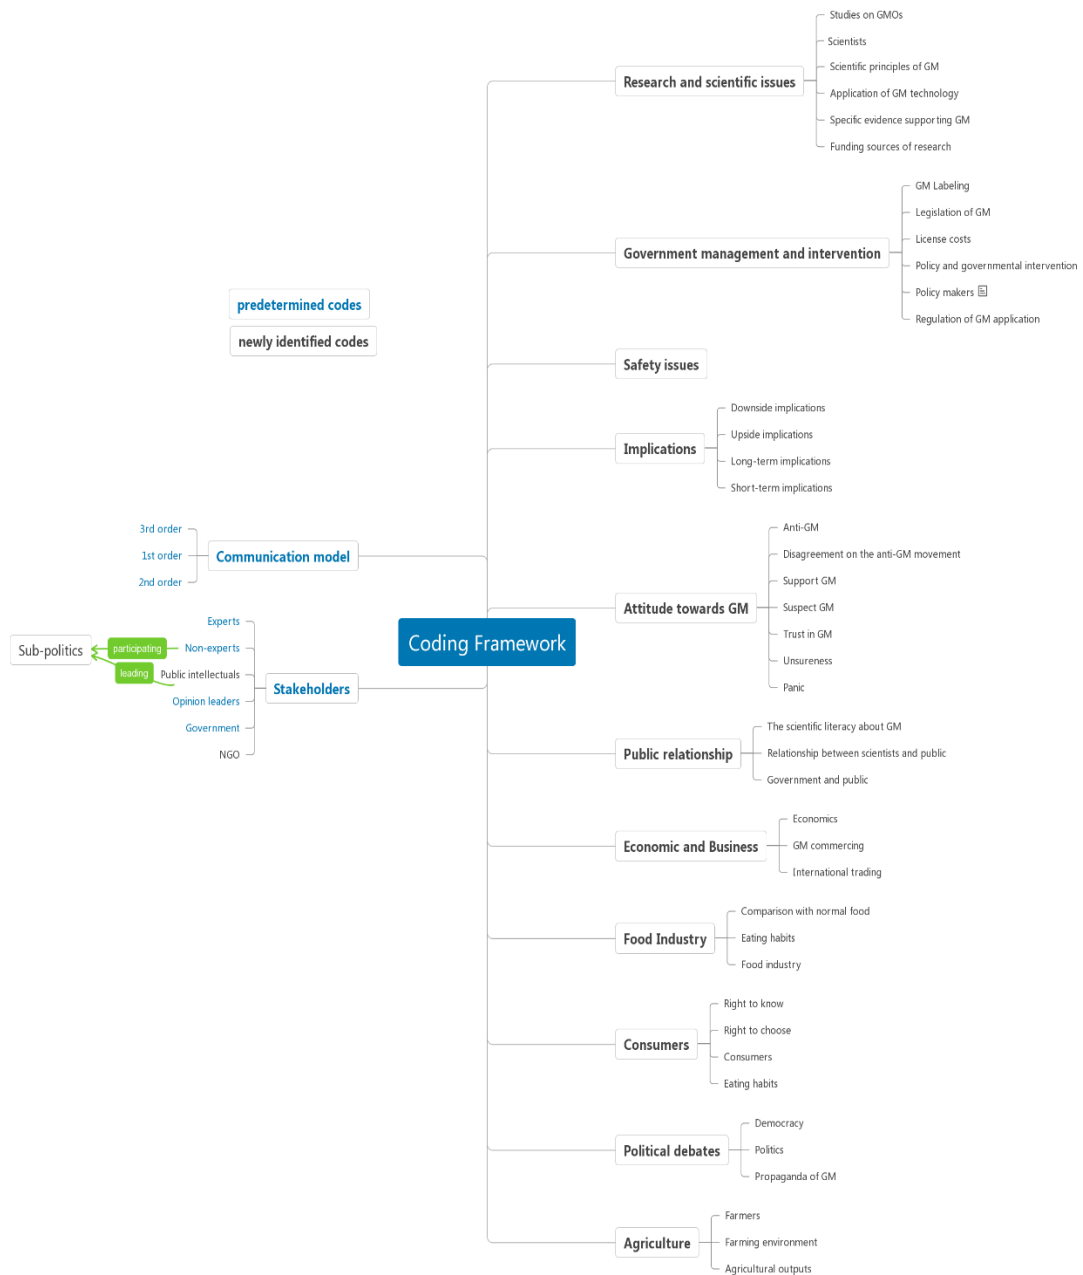 Studies on GMOs
Scientists
Scientific principles of GM
Research and scientific issues
Application of GM technology
Specific evidence supporting GM
Funding sources of research
GM Labeling
Legislation of GM
License costs
Government management and intervention
Policy and governmental intervention
Policy makers
Regulation of GM application
predetermined codes
newly identified codes
Safety issues
Downside implications
Upside implications
Implications
Long-term implications
Short-term implications
3rd order
1st order
2nd order
Communication model
Anti-GM
Disagreement on the anti-GM movement
Support GM
Attitude towards GM
Suspect GM
Trust in GM
Unsureness
Panic
Coding Framework
Experts
Non-experts
Public intellectuals
Opinion leaders
Government
NGO
Stakeholders
Sub-politics
participating
leading
The scientific literacy about GM
Public relationship
Relationship between scientists and public
Government and public
Economics
Economic and Business
GM commercing
International trading
Comparison with normal food
Food Industry
Eating habits
Food industry
Right to know
Right to choose
Consumers
Consumers
Eating habits
Democracy
Political debates
Politics
Propaganda of GM
Farmers
Agriculture
Farming environment
Agricultural outputs